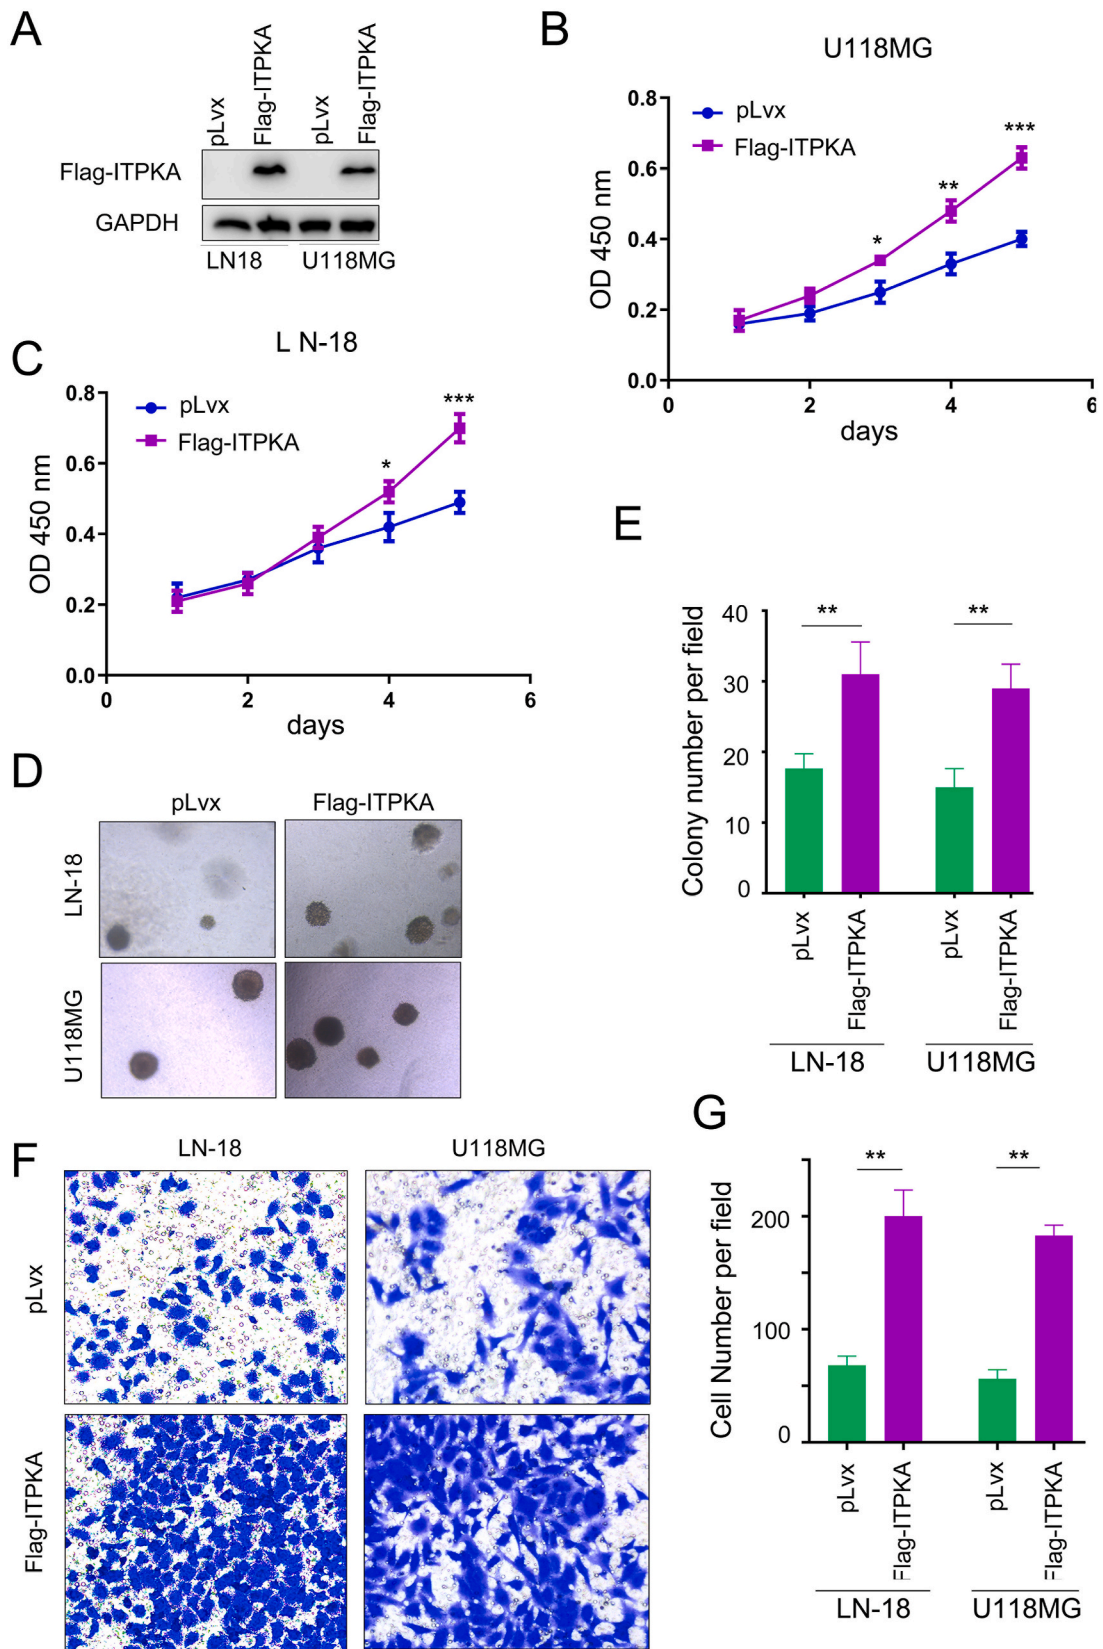 A
pLvx
Flag-ITPKA
pLvx
Flag-ITPKA
Flag-ITPKA
GAPDH
LN18 U118MG
B
U118MG
pLvx
Flag-ITPKA
* ** ***
OD 450 nm
0.8
0.6
0.4
0.2
0.0
0 2 4 6
days
C
L N-18
pLvx
Flag-ITPKA
* ***
OD 450 nm
0.8
0.6
0.4
0.2
0.0
0 2 4 6
days
D
pLvx Flag-ITPKA
LN-18
U118MG
E
** **
Colony number per field
40
30
20
10
0
pLvx
Flag-ITPKA
pLvx
Flag-ITPKA
LN-18 U118MG
F
LN-18 U118MG
pLvx
Flag-ITPKA
G
** **
Cell Number per field
200
100
0
pLvx
Flag-ITPKA
pLvx
Flag-ITPKA
LN-18 U118MG